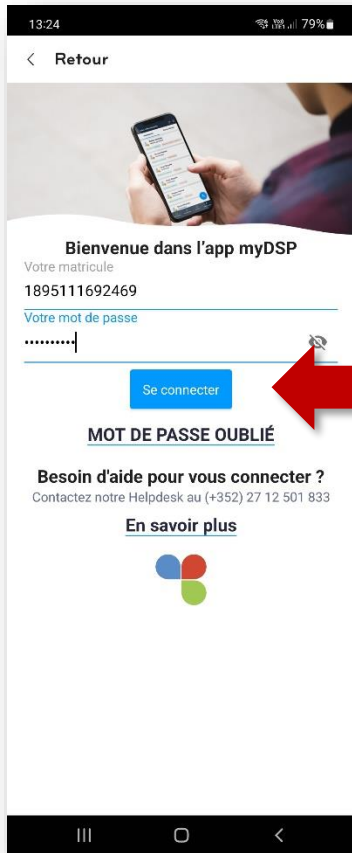 13:24 79%
Retour
Bienvenue dans l'app myDSP
Votre matricule
1895111692469
Votre mot de passe
••••••••••
Se connecter
MOT DE PASSE OUBLIÉ
Besoin d'aide pour vous connecter ?
Contactez notre Helpdesk au (+352) 27 12 501 833
En savoir plus